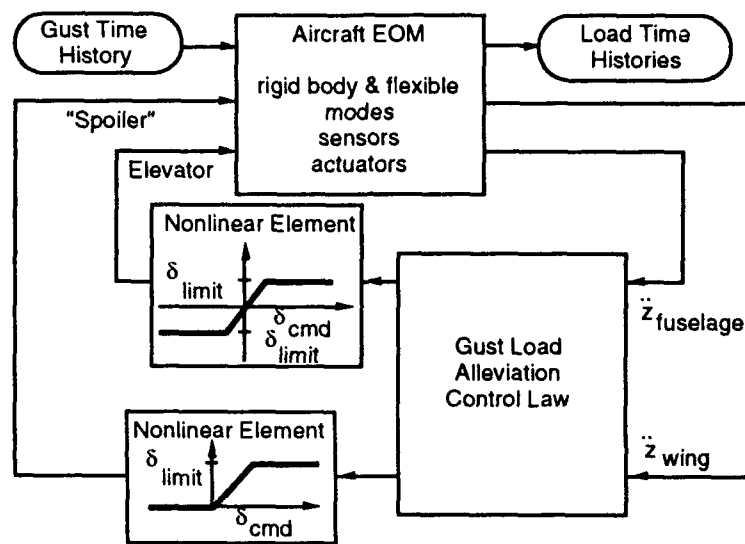 Gust Time
History
Aircraft EOM
rigid body & flexible
modes
sensors
actuators
Load Time
Histories
"Spoiler"
Elevator
Nonlinear Element
δ limit
δ cmd
δ limit
z̈ fuselage
Gust Load
Alleviation
Control Law
Nonlinear Element
δ limit
δ cmd
z̈ wing